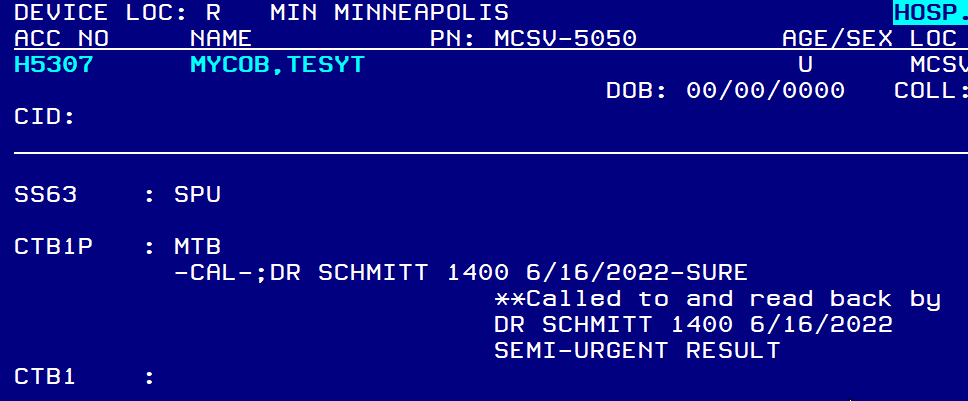 DEVICE LOC: R MIN MINNEAPOLIS HOSP.
ACC NO NAME PN: MCSV-5050 AGE/SEX LOC
H5307 MYCOB,TESYT U MCSV
DOB: 00/00/0000 COLL:
CID:
SS63 : SPU
CTB1P : MTB
-CAL-;DR SCHMITT 1400 6/16/2022-SURE
**Called to and read back by
DR SCHMITT 1400 6/16/2022
SEMI-URGENT RESULT
CTB1 :